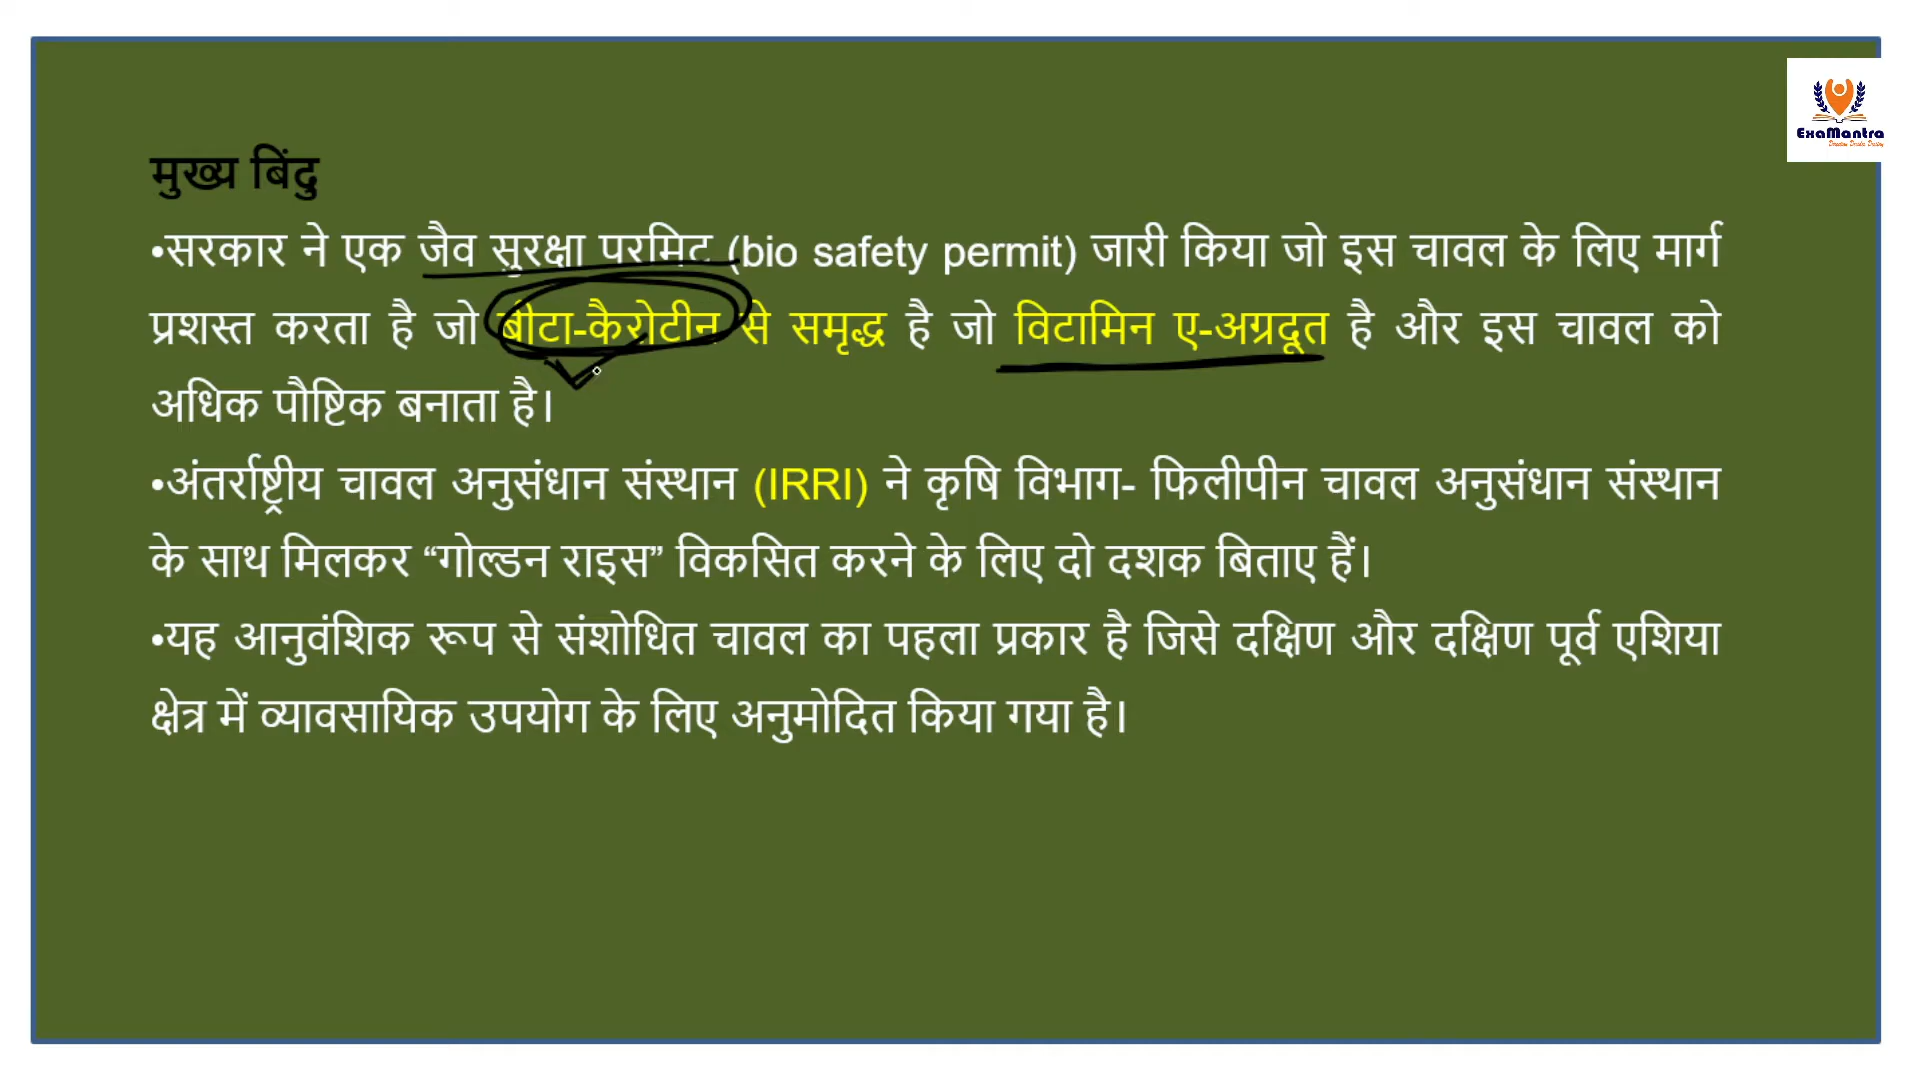 ExaMantra
मुख्य बिंदु
•सरकार ने एक जैव सुरक्षा परमिट (bio safety permit) जारी किया जो इस चावल के लिए मार्ग
प्रशस्त करता है जो बीटा-कैरोटीन से समृद्ध है जो विटामिन ए-अग्रदूत है और इस चावल को
अधिक पौष्टिक बनाता है।
•अंतर्राष्ट्रीय चावल अनुसंधान संस्थान (IRRI) ने कृषि विभाग- फिलीपीन चावल अनुसंधान संस्थान
के साथ मिलकर “गोल्डन राइस” विकसित करने के लिए दो दशक बिताए हैं।
•यह आनुवंशिक रूप से संशोधित चावल का पहला प्रकार है जिसे दक्षिण और दक्षिण पूर्व एशिया
क्षेत्र में व्यावसायिक उपयोग के लिए अनुमोदित किया गया है।